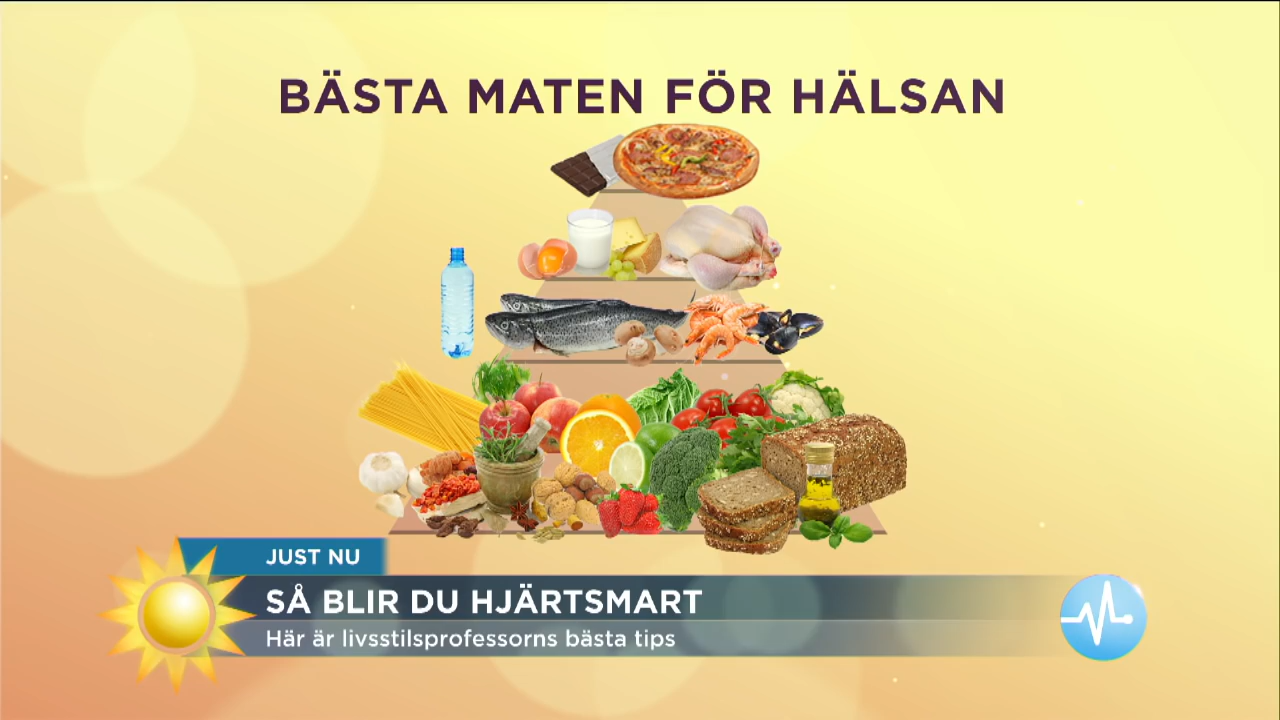 BÄSTA MATEN FÖR HÄLSAN
JUST NU
SÅ BLIR DU HJÄRTSMART
Här är livsstilsprofessorns bästa tips